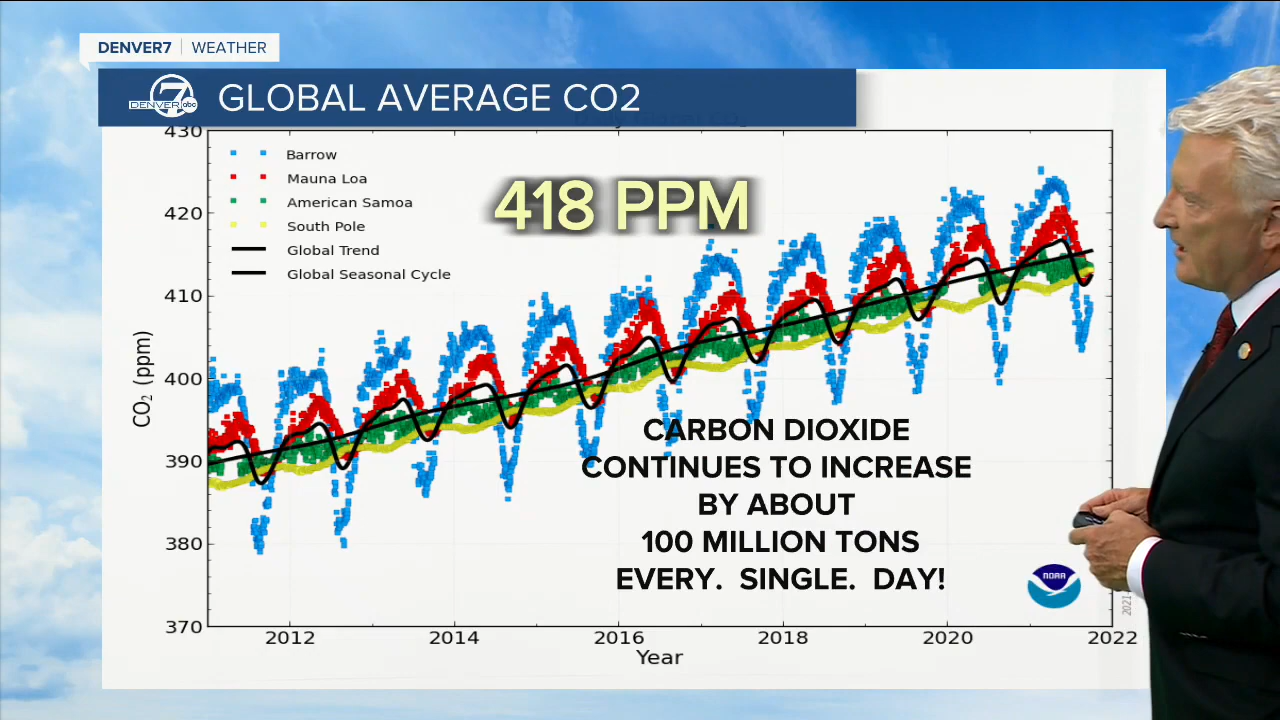 DENVER7 | WEATHER
7
DENVER abc
GLOBAL AVERAGE CO2
430
420
410
400
390
380
370
CO₂ (ppm)
Barrow
Mauna Loa
American Samoa
South Pole
Global Trend
Global Seasonal Cycle
418 PPM
CARBON DIOXIDE
CONTINUES TO INCREASE
BY ABOUT
100 MILLION TONS
EVERY. SINGLE. DAY!
NOAA
2012
2014
2016
2018
2020
2022
Year